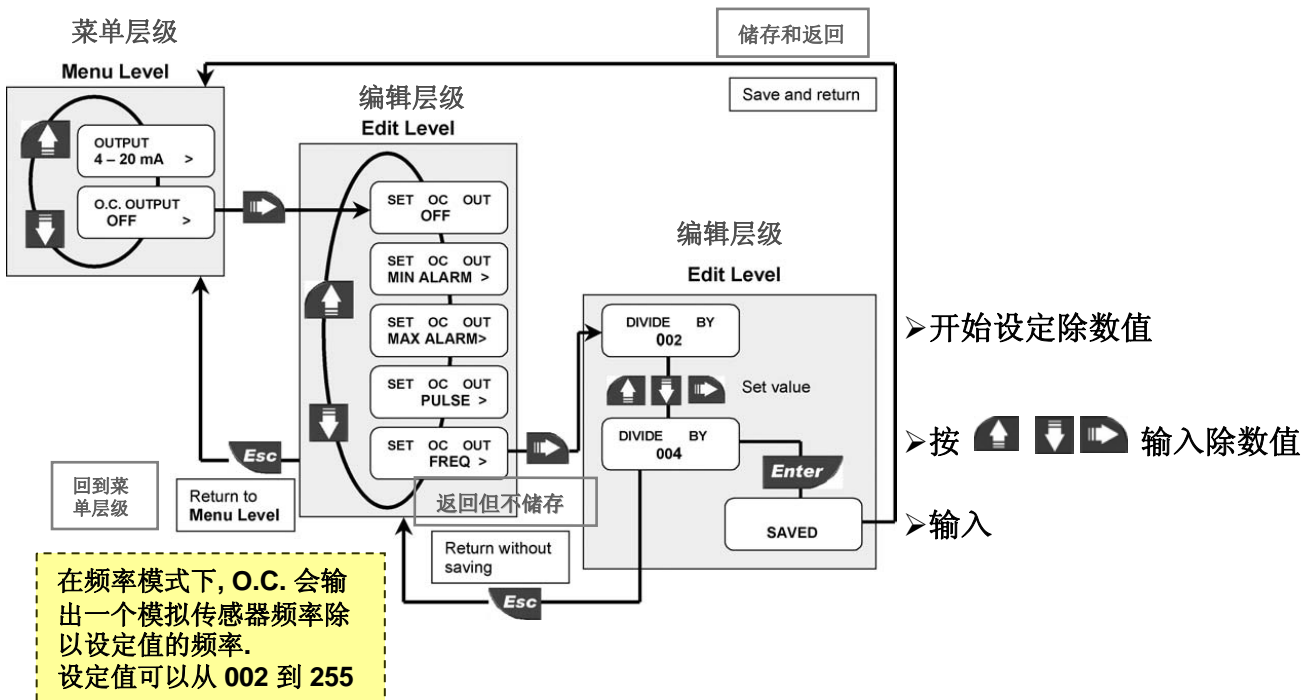 菜单层级
Menu Level
OUTPUT
4 – 20 mA >
O.C. OUTPUT
OFF >
编辑层级
Edit Level
SET OC OUT
OFF
SET OC OUT
MIN ALARM >
SET OC OUT
MAX ALARM>
SET OC OUT
PULSE >
SET OC OUT
FREQ >
储存和返回
Save and return
编辑层级
Edit Level
DIVIDE BY
002
Set value
DIVIDE BY
004
Enter
SAVED
➢开始设定除数值
➢按 输入除数值
➢输入
Esc
回到菜
单层级
Return to
Menu Level
返回但不储存
Return without
saving
Esc
在频率模式下, O.C. 会输
出一个模拟传感器频率除
以设定值的频率.
设定值可以从 002 到 255